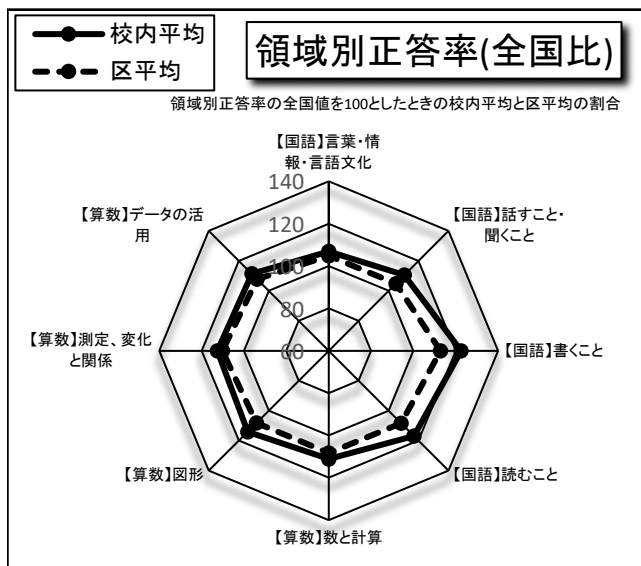 校内平均
区平均
領域別正答率(全国比)
領域別正答率の全国値を100としたときの校内平均と区平均の割合
【国語】言葉・情
報・言語文化
140
120
100
80
60
【国語】話すこと・
聞くこと
【国語】書くこと
【国語】読むこと
【算数】数と計算
【算数】図形
【算数】測定、変化
と関係
【算数】データの活
用